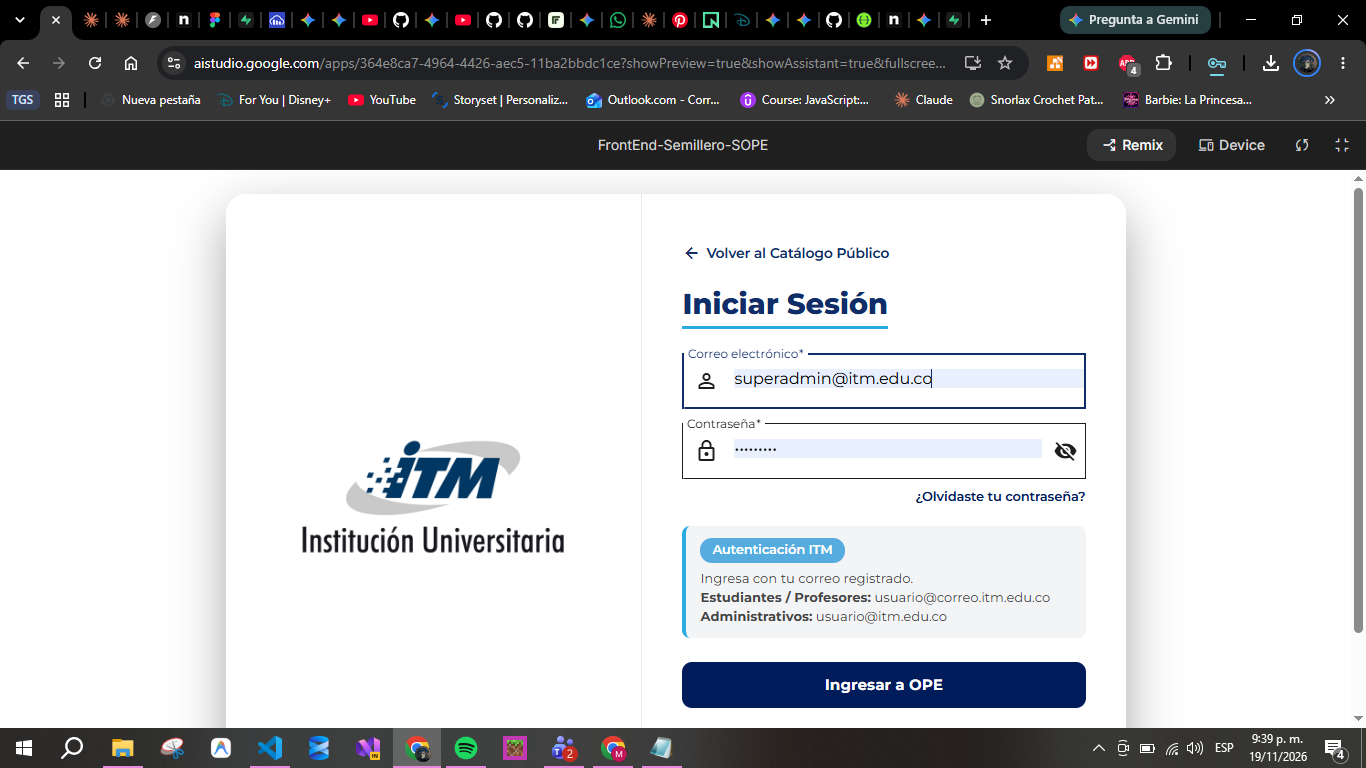 Pregunta a Gemini
aistudio.google.com/apps/364e8ca7-4964-4426-aec5-11ba2bbdc1ce?showPreview=true&showAssistant=true&fullscree...
4
TGS
Nueva pestaña
For You | Disney+
YouTube
Storyset | Personaliz...
Outlook.com - Corr...
Course: JavaScript:...
Claude
Snorlax Crochet Pat...
Barbie: La Princesa...
FrontEnd-Semillero-SOPE
Remix
Device
Volver al Catálogo Público
Iniciar Sesión
Correo electrónico*
superadmin@itm.edu.co
Contraseña*
¿Olvidaste tu contraseña?
iTM
Institución Universitaria
Autenticación ITM
Ingresa con tu correo registrado.
Estudiantes / Profesores: usuario@correo.itm.edu.co
Administrativos: usuario@itm.edu.co
Ingresar a OPE
ESP
9:39 p. m.
19/11/2026
4